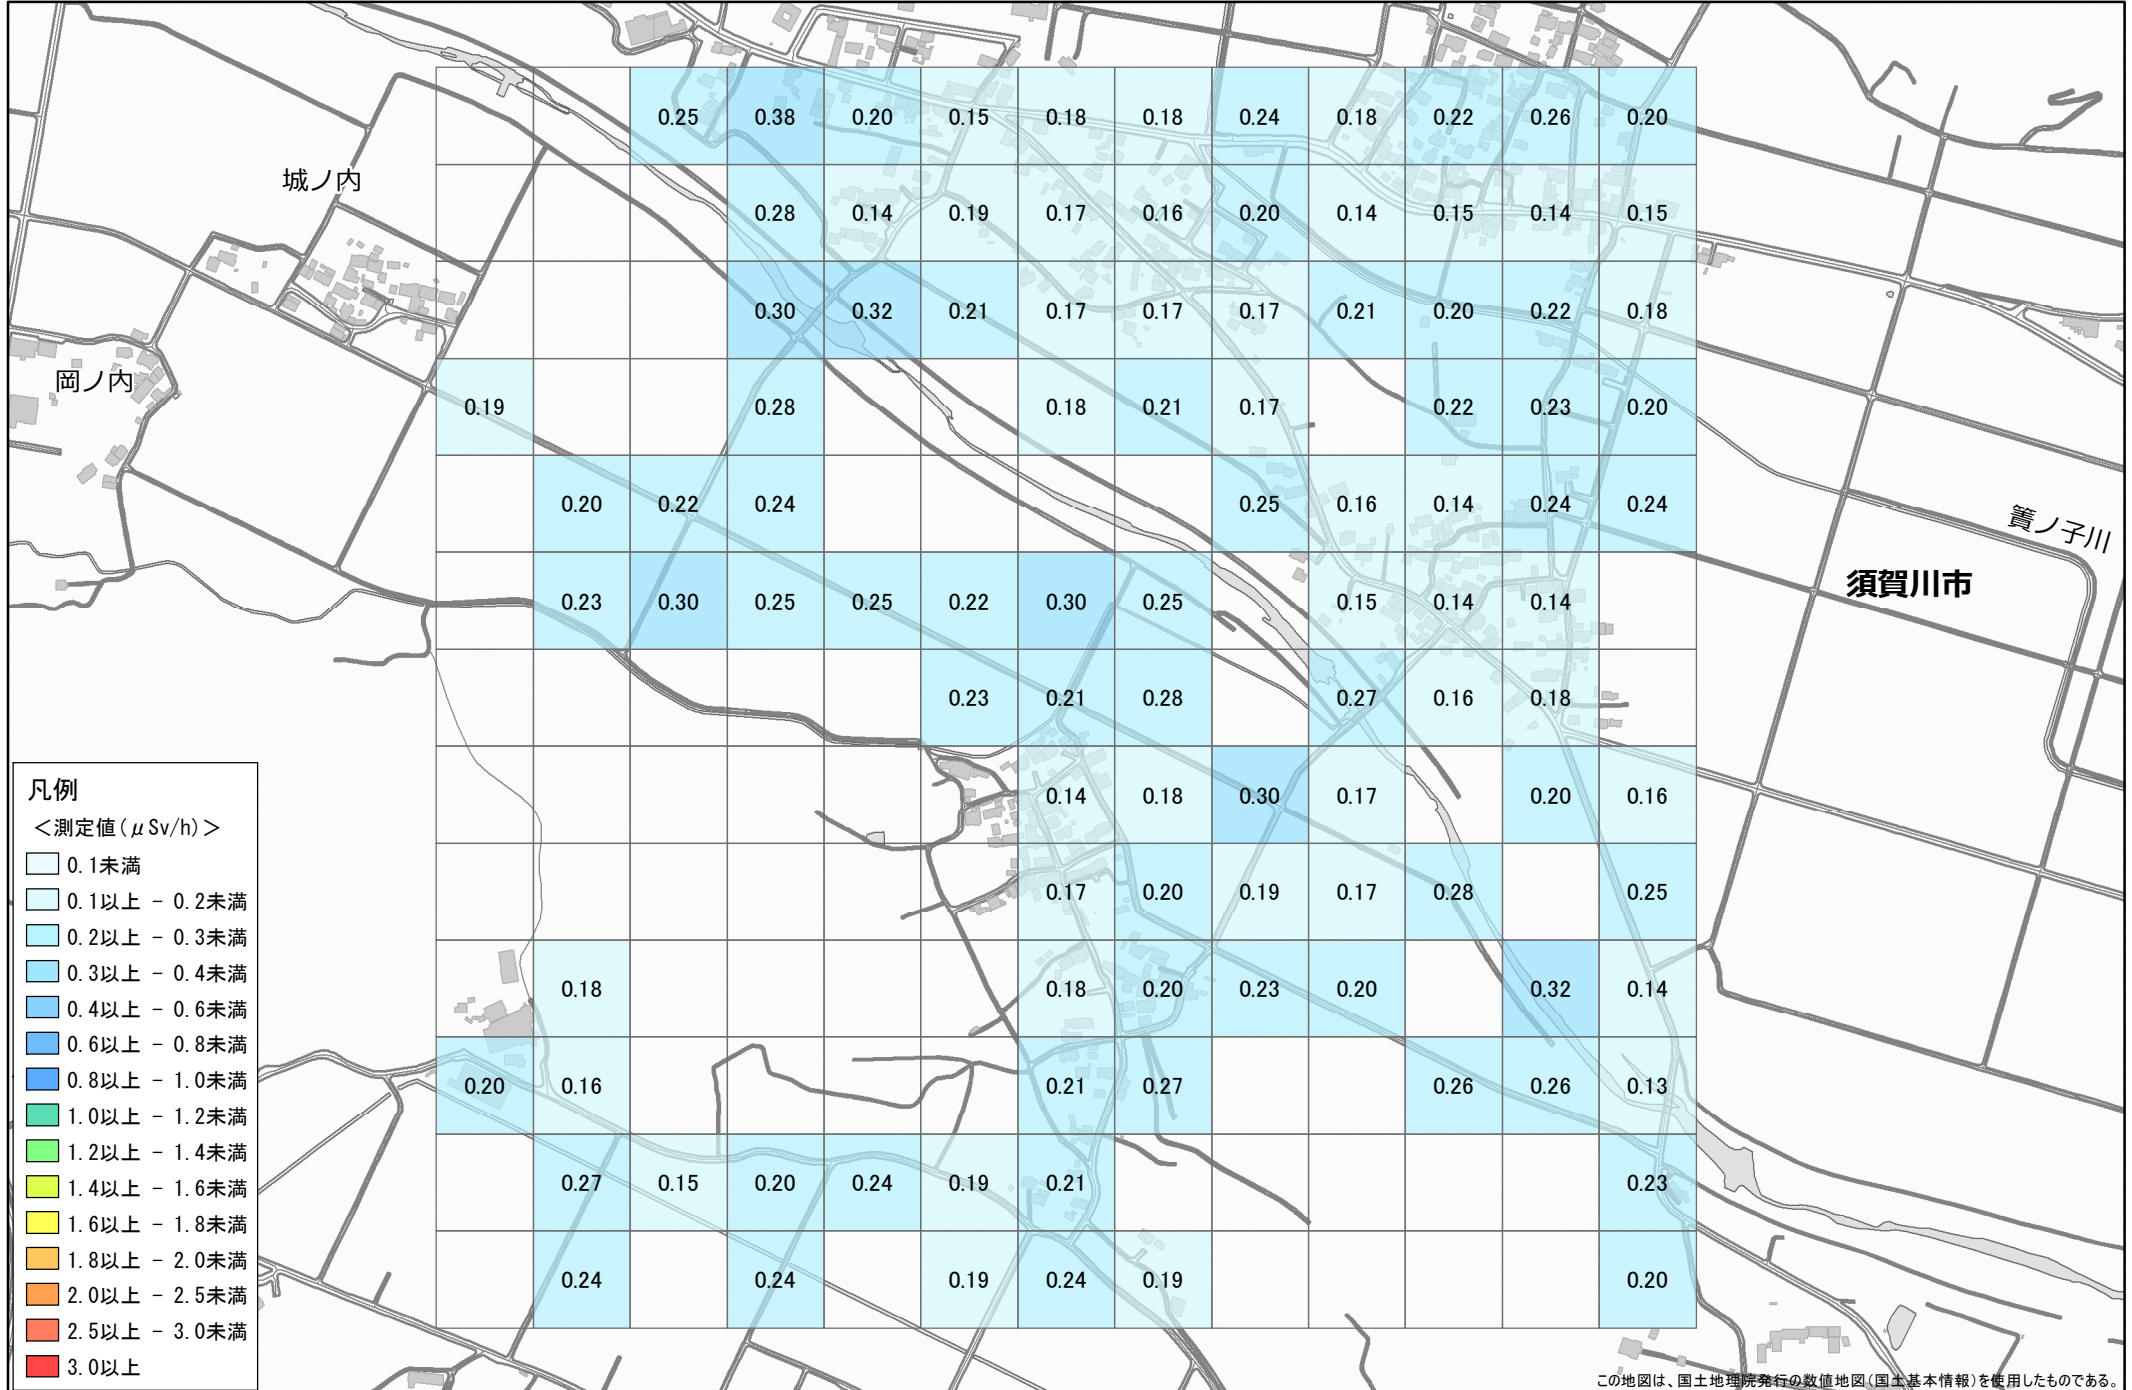 0.25 0.38 0.20 0.15 0.18 0.18 0.24 0.18 0.22 0.26 0.20
城ノ内
0.28 0.14 0.19 0.17 0.16 0.20 0.14 0.15 0.14 0.15
0.30 0.32 0.21 0.17 0.17 0.17 0.21 0.20 0.22 0.18
岡ノ内
0.19 0.28 0.18 0.21 0.17 0.22 0.23 0.20
0.20 0.22 0.24 0.25 0.16 0.14 0.24 0.24
簀ノ子川
須賀川市
0.23 0.30 0.25 0.25 0.22 0.30 0.25 0.15 0.14 0.14
0.23 0.21 0.28 0.27 0.16 0.18
0.14 0.18 0.30 0.17 0.20 0.16
0.17 0.20 0.19 0.17 0.28 0.25
0.18 0.18 0.20 0.23 0.20 0.32 0.14
0.20 0.16 0.21 0.27 0.26 0.26 0.13
0.27 0.15 0.20 0.24 0.19 0.21 0.23
0.24 0.24 0.19 0.24 0.19 0.20
凡例
＜測定値(μSv/h)＞
0.1未満
0.1以上 - 0.2未満
0.2以上 - 0.3未満
0.3以上 - 0.4未満
0.4以上 - 0.6未満
0.6以上 - 0.8未満
0.8以上 - 1.0未満
1.0以上 - 1.2未満
1.2以上 - 1.4未満
1.4以上 - 1.6未満
1.6以上 - 1.8未満
1.8以上 - 2.0未満
2.0以上 - 2.5未満
2.5以上 - 3.0未満
3.0以上
この地図は、国土地理院発行の数値地図(国土基本情報)を使用したものである。